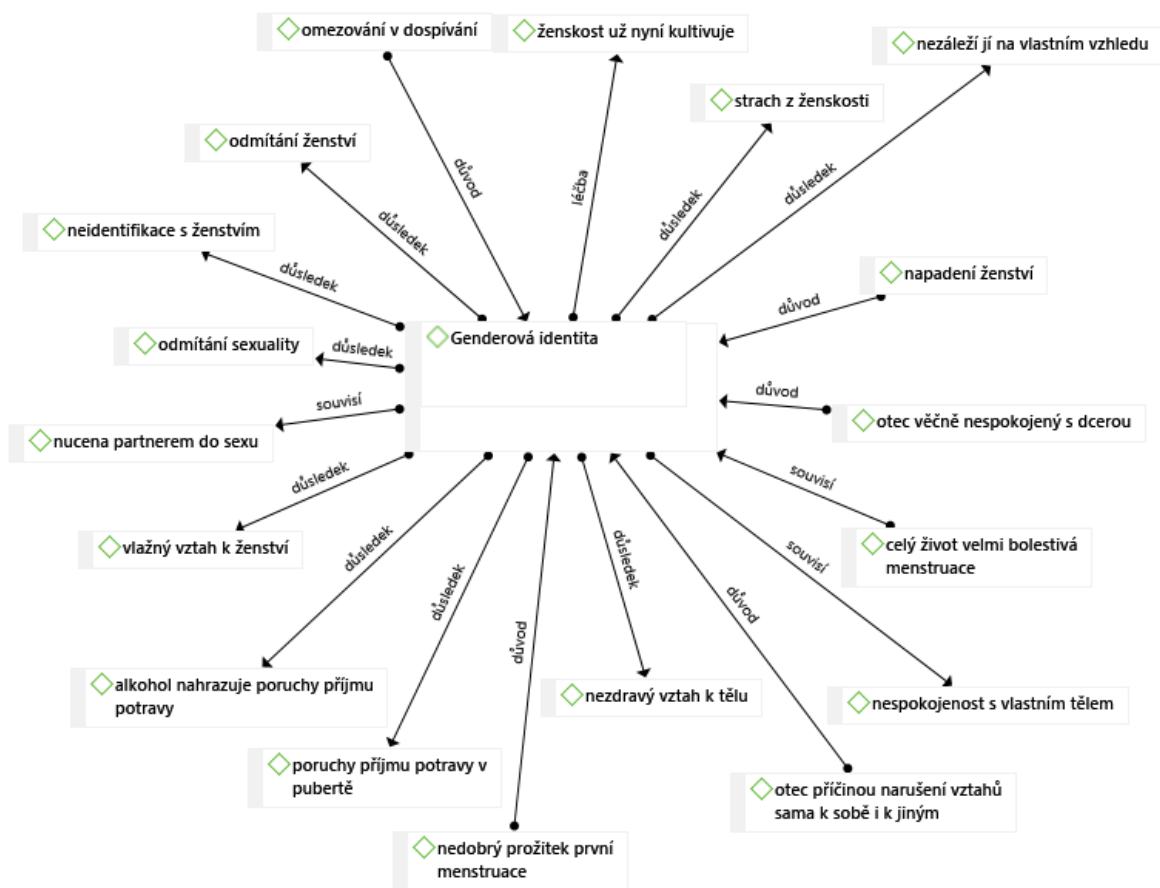 omezování v dospívání
ženskost už nyní kultivuje
nezáleží jí na vlastním vzhledu
strach z ženskosti
odmítání ženství
důvod
léčba
důsledek
důsledek
důsledek
neidentifikace s ženstvím
důsledek
napadení ženství
důvod
Genderová identita
odmítání sexuality
důsledek
souvisí
důvod
nucena partnerem do sexu
otec věčně nespokojený s dcerou
důsledek
souvisí
vlažný vztah k ženství
celý život velmi bolestivá
menstruace
důsledek
důsledek
důvod
důsledek
důvod
souvisí
alkohol nahrazuje poruchy příjmu
potravy
nezdravý vztah k tělu
nespokojenost s vlastním tělem
poruchy příjmu potravy v
pubertě
otec příčinou narušení vztahů
sama k sobě i k jiným
nedobrý prožitek první
menstruace